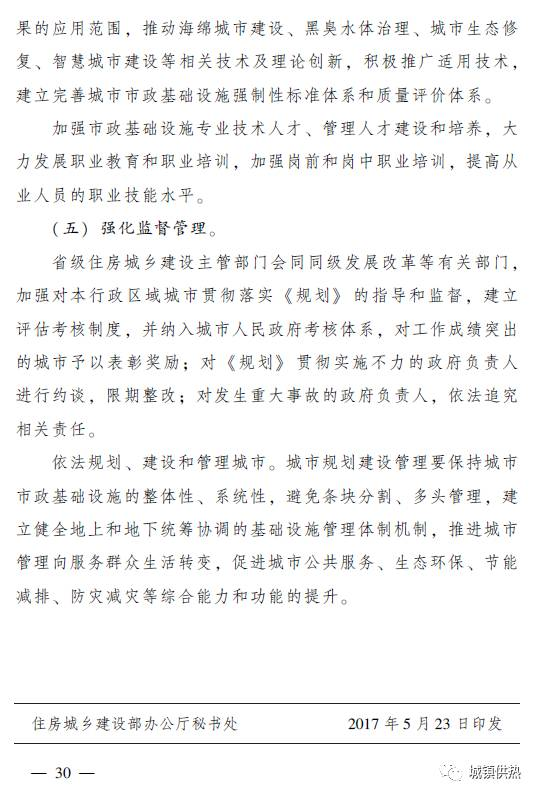 果的应用范围，推动海绵城市建设、黑臭水体治理、城市生态修
复、智慧城市建设等相关技术及理论创新，积极推广适用技术，
建立完善城市市政基础设施强制性标准体系和质量评价体系。
加强市政基础设施专业技术人才、管理人才建设和培养，大
力发展职业教育和职业培训，加强岗前和岗中职业培训，提高从
业人员的职业技能水平。
（五）强化监督管理。
省级住房城乡建设主管部门会同同级发展改革等有关部门，
加强对本行政区域城市贯彻落实《规划》的指导和监督，建立
评估考核制度，并纳入城市人民政府考核体系，对工作成绩突出
的城市予以表彰奖励；对《规划》贯彻实施不力的政府负责人
进行约谈，限期整改；对发生重大事故的政府负责人，依法追究
相关责任。
依法规划、建设和管理城市。城市规划建设管理要保持城市
市政基础设施的整体性、系统性，避免条块分割、多头管理，建
立健全地上和地下统筹协调的基础设施管理体制机制，推进城市
管理向服务群众生活转变，促进城市公共服务、生态环保、节能
减排、防灾减灾等综合能力和功能的提升。
住房城乡建设部办公厅秘书处 2017 年 5 月 23 日印发
— 30 —
城镇供热